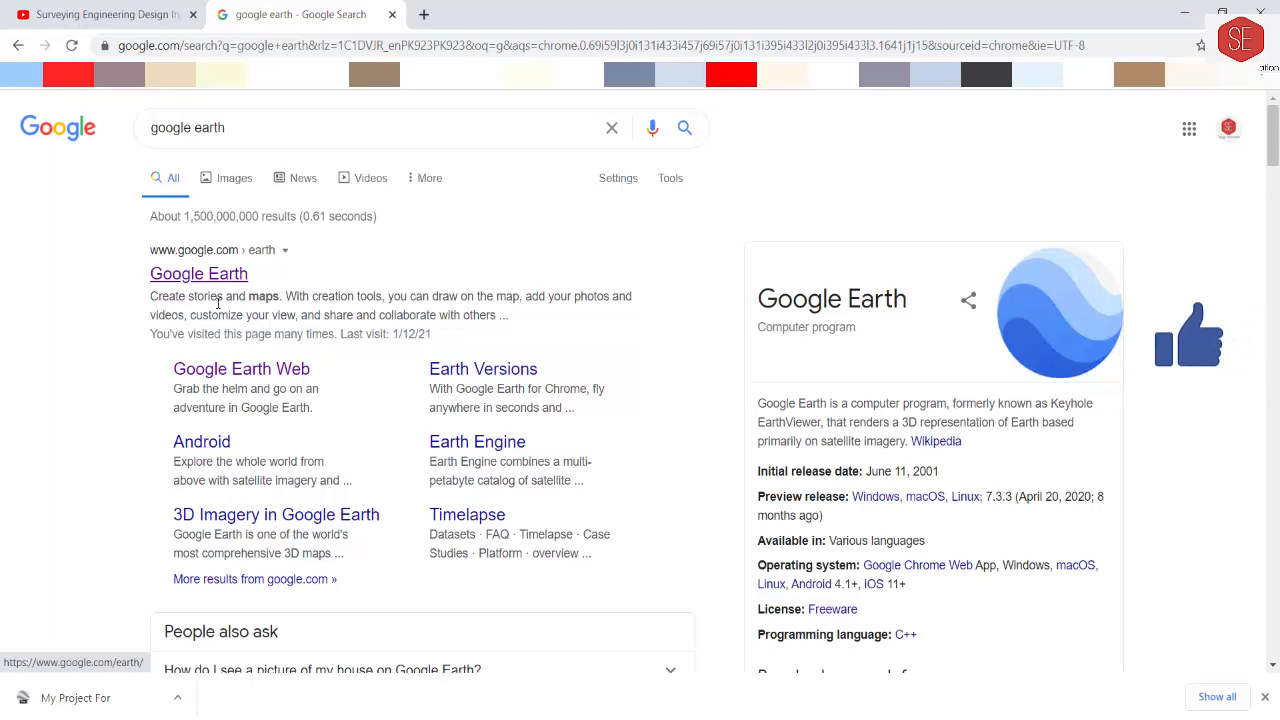 Surveying Engineering Design In
google earth - Google Search
google.com/search?q=google+earth&rlz=1C1DVJR_enPK923PK923&oq=g&aqs=chrome.0.69i59l3j0i131i433i457j69i57j0i131i395i433j0i131i395i433l3.1641j1j15&sourceid=chrome&ie=UTF-8
SE
Google
google earth
All
Images
News
Videos
More
Settings
Tools
About 1,500,000,000 results (0.61 seconds)
www.google.com › earth
Google Earth
Create stories and maps. With creation tools, you can draw on the map, add your photos and
videos, customize your view, and share and collaborate with others ...
You've visited this page many times. Last visit: 1/12/21
Google Earth Web
Grab the helm and go on an
adventure in Google Earth.
Earth Versions
With Google Earth for Chrome, fly
anywhere in seconds and ...
Android
Explore the whole world from
above with satellite imagery and ...
Earth Engine
Earth Engine combines a multi-
petabyte catalog of satellite ...
3D Imagery in Google Earth
Google Earth is one of the world's
most comprehensive 3D maps ...
Timelapse
Datasets · FAQ · Timelapse · Case
Studies · Platform · overview ...
More results from google.com »
People also ask
How do I see a picture of my house on Google Earth?
Google Earth
Computer program
Google Earth is a computer program, formerly known as Keyhole
EarthViewer, that renders a 3D representation of Earth based
primarily on satellite imagery. Wikipedia
Initial release date: June 11, 2001
Preview release: Windows, macOS, Linux; 7.3.3 (April 20, 2020; 8
months ago)
Available in: Various languages
Operating system: Google Chrome Web App, Windows, macOS,
Linux, Android 4.1+, iOS 11+
License: Freeware
Programming language: C++
https://www.google.com/earth/
My Project For
Show all